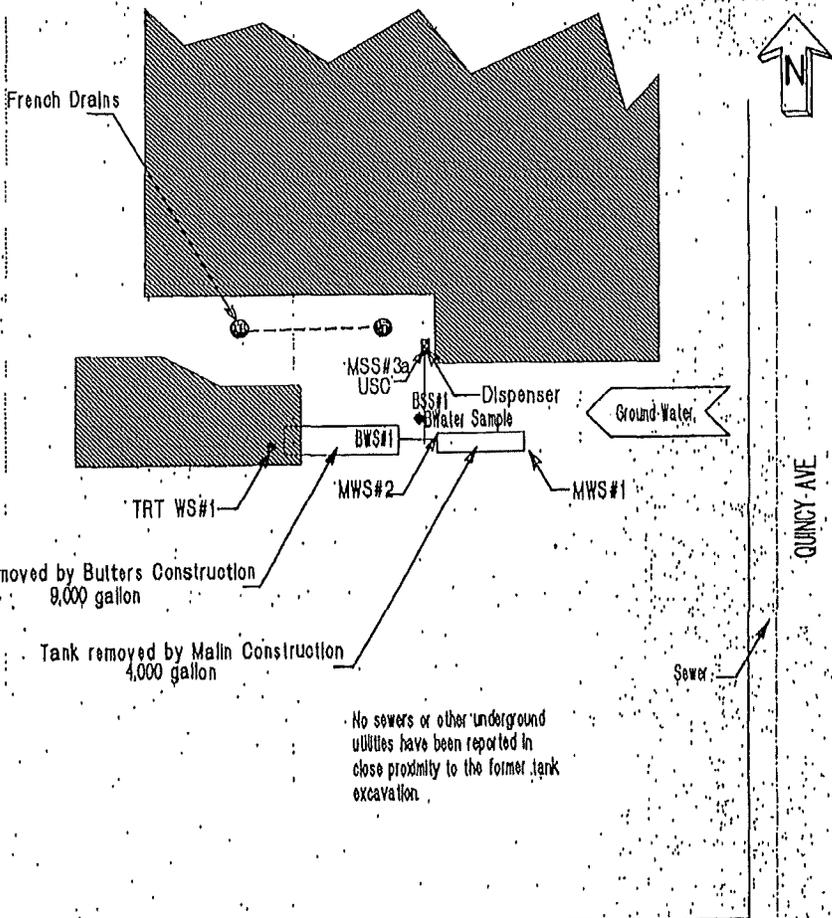 N
French Drains
MSS#3a
USC
Dispenser
BSS#1
BWater Sample
Ground Water
BWS#1
MWS#2
MWS#1
TRT WS#1
QUINCY AVE
moved by Butters Construction
9,000 gallon
Tank removed by Malin Construction
4,000 gallon
Sewer
No sewers or other underground
utilities have been reported in
close proximity to the former tank
excavation.